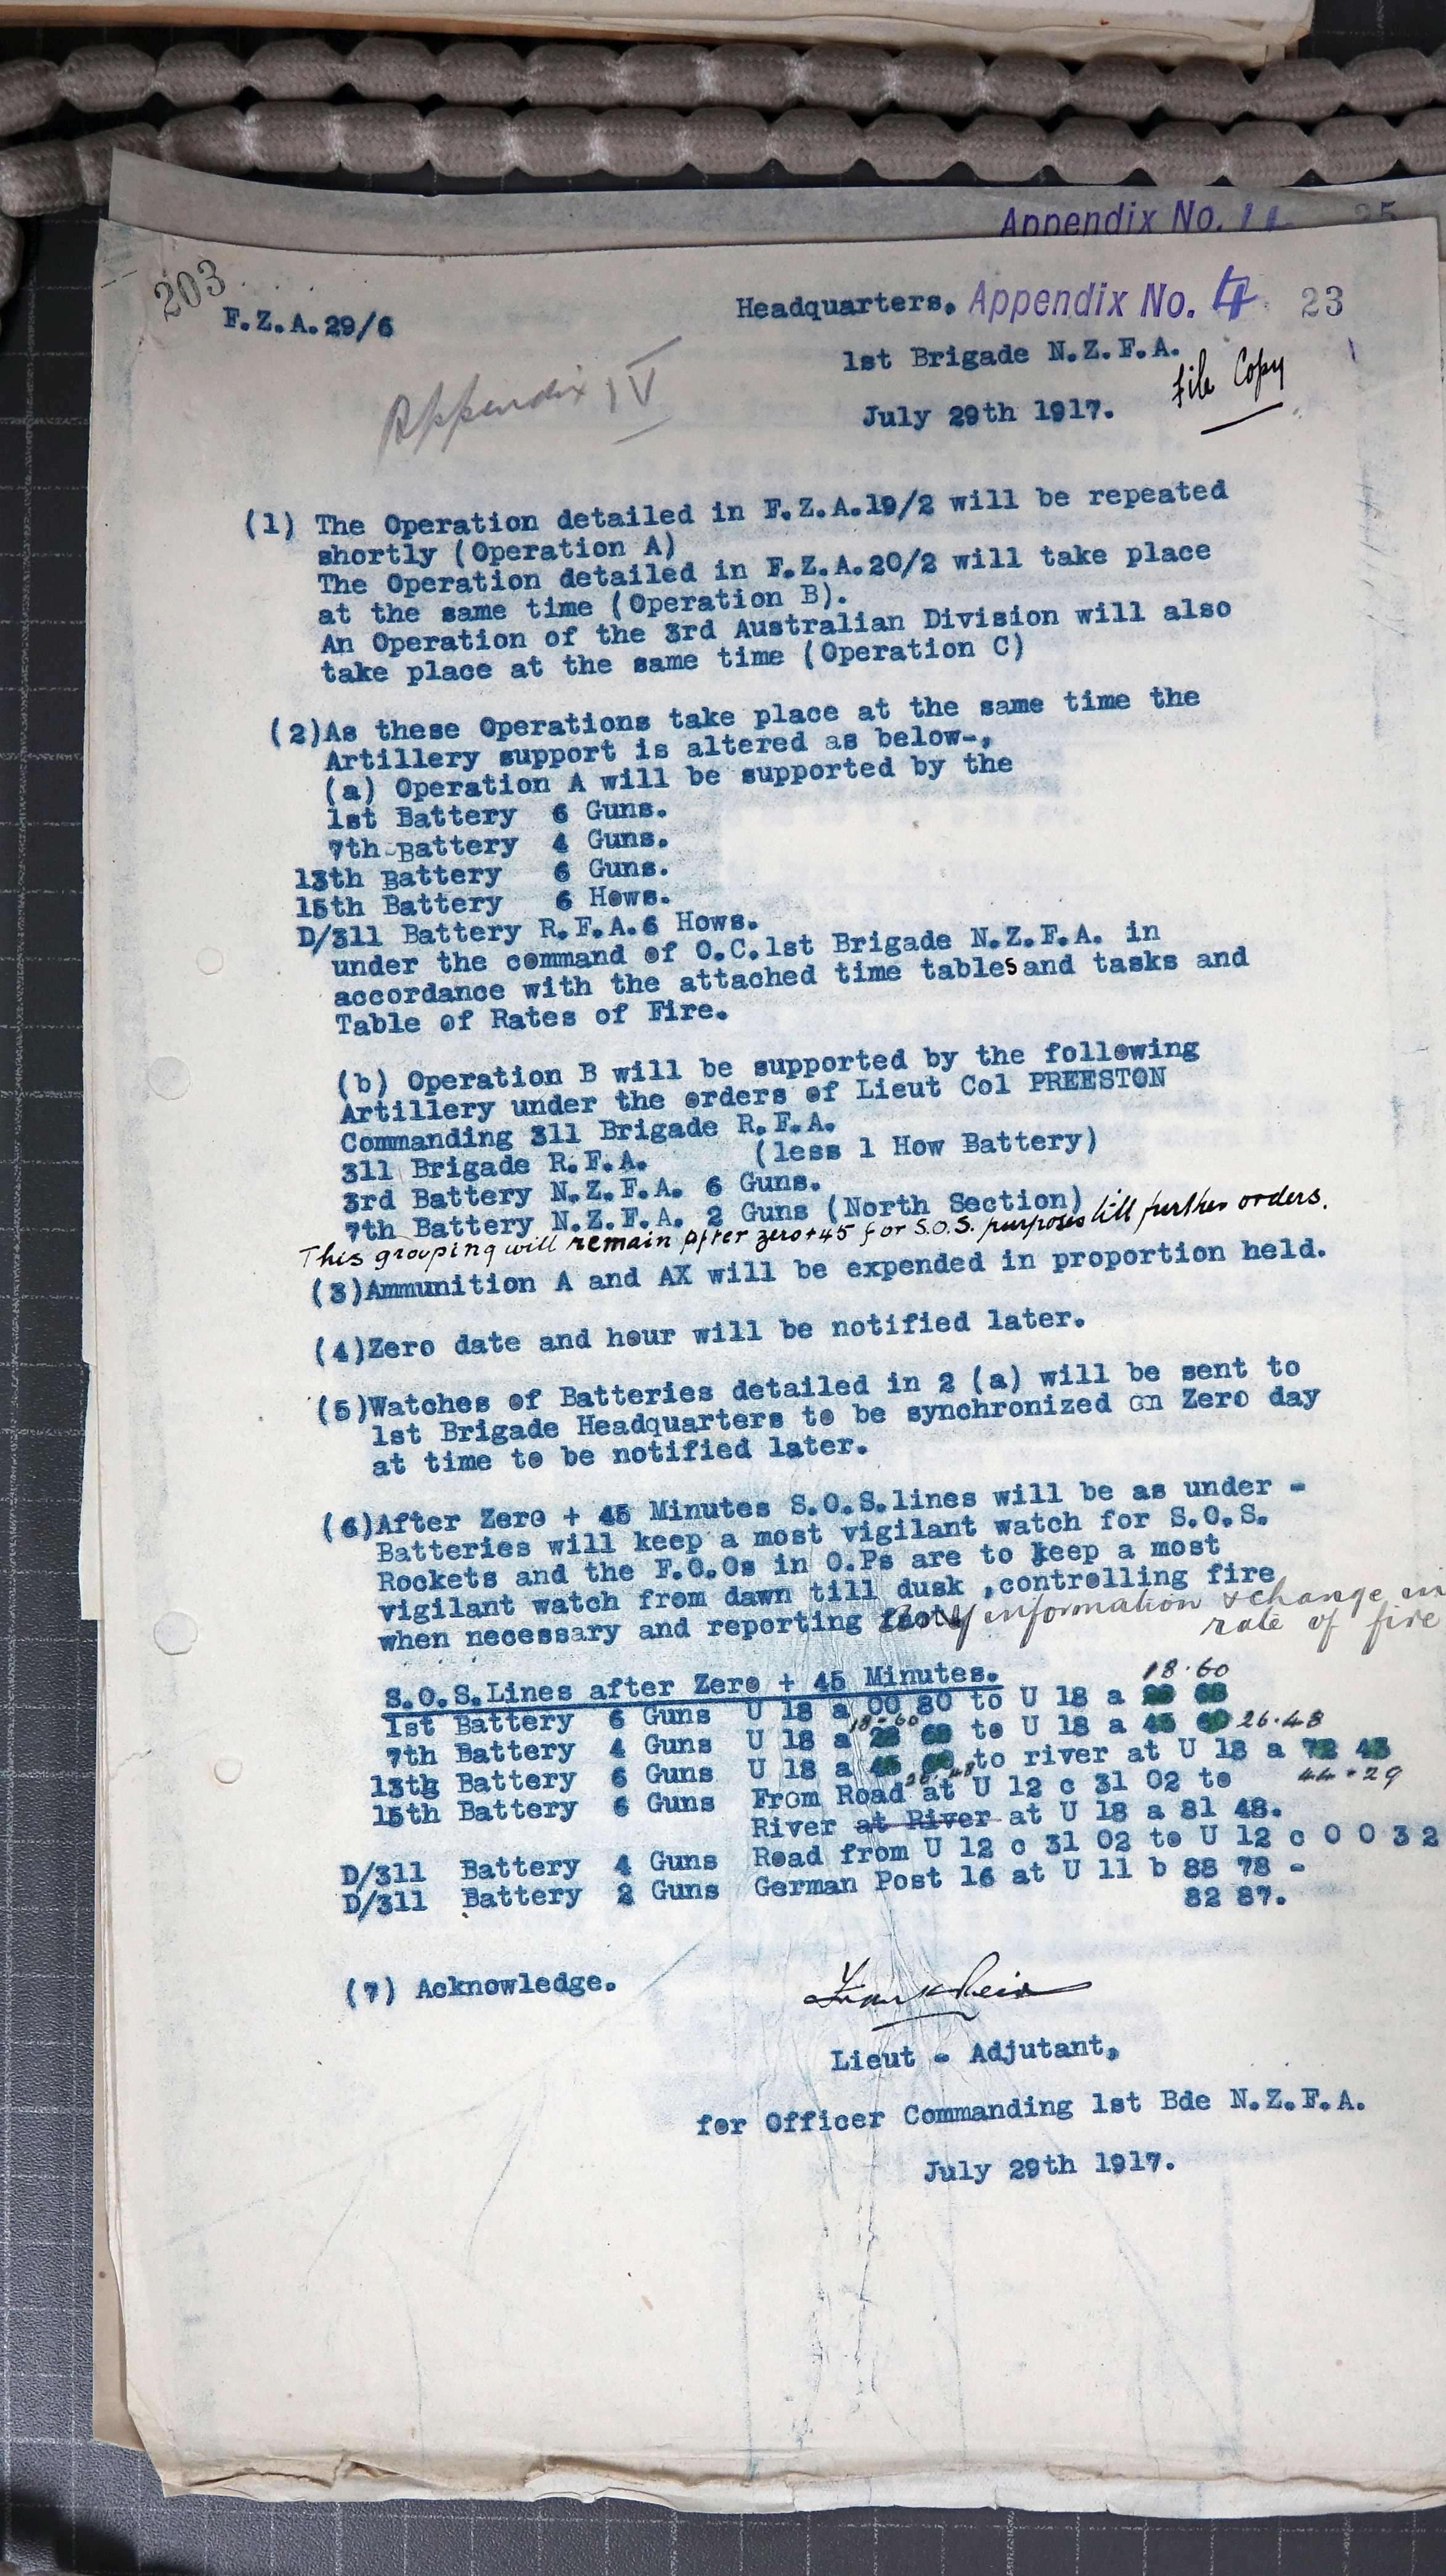 Appendix No. 11 25
203
F.Z.A.29/6
Headquarters. Appendix No. 4 23
1st Brigade N.Z.F.A.
File Copy
Appendix IV
July 29th 1917.
(1) The Operation detailed in F.Z.A.19/2 will be repeated
shortly (Operation A)
The Operation detailed in F.Z.A.20/2 will take place
at the same time (Operation B).
An Operation of the 3rd Australian Division will also
take place at the same time (Operation C)
(2)As these Operations take place at the same time the
Artillery support is altered as below-,
(a) Operation A will be supported by the
1st Battery 6 Guns.
7th Battery 4 Guns.
13th Battery 6 Guns.
15th Battery 6 Hows.
D/311 Battery R.F.A.6 Hows.
under the command of O.C.1st Brigade N.Z.F.A. in
accordance with the attached time tables and tasks and
Table of Rates of Fire.
(b) Operation B will be supported by the following
Artillery under the orders of Lieut Col PREESTON
Commanding 311 Brigade R.F.A.
311 Brigade R.F.A. (less 1 How Battery)
3rd Battery N.Z.F.A. 6 Guns.
7th Battery N.Z.F.A. 2 Guns (North Section)
This grouping will remain after zero+45 for S.O.S. purposes till further orders.
(3)Ammunition A and AX will be expended in proportion held.
(4)Zero date and hour will be notified later.
(5)Watches of Batteries detailed in 2 (a) will be sent to
1st Brigade Headquarters to be synchronized on Zero day
at time to be notified later.
(6)After Zero + 45 Minutes S.O.S.lines will be as under -
Batteries will keep a most vigilant watch for S.O.S.
Rockets and the F.O.Os in O.Ps are to keep a most
vigilant watch from dawn till dusk ,controlling fire
when necessary and reporting any information & change in
rate of fire
S.O.S.Lines after Zero + 45 Minutes.
18.60
1st Battery 6 Guns U 18 a 00 80 to U 18 a
18-60
7th Battery 4 Guns U 18 a to U 18 a 45 26.48
13th Battery 6 Guns U 18 a 45 to river at U 18 a 72 45
26.48 44.29
15th Battery 6 Guns From Road at U 12 c 31 02 to
River at River at U 18 a 81 48.
D/311 Battery 4 Guns Road from U 12 c 31 02 to U 12 c 0 0 3 2
D/311 Battery 2 Guns German Post 16 at U 11 b 88 78 -
82 87.
(7) Acknowledge.
Lieut - Adjutant,
for Officer Commanding 1st Bde N.Z.F.A.
July 29th 1917.